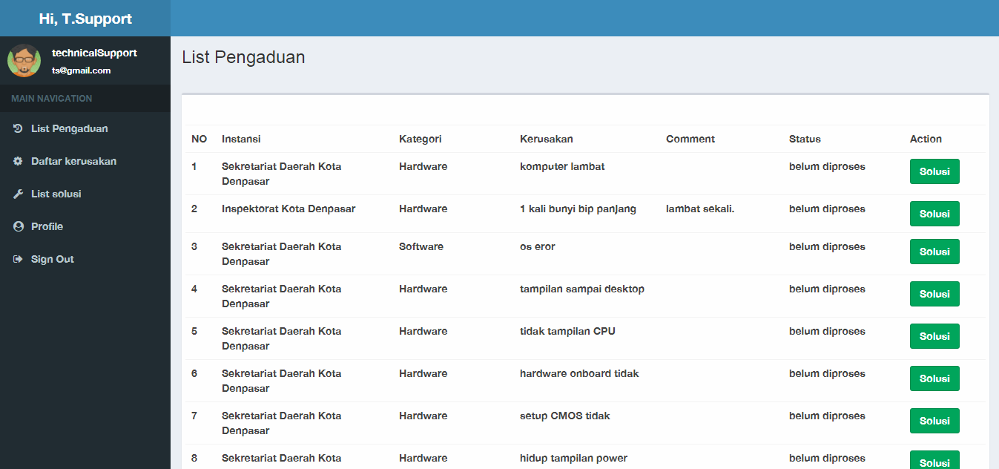 Hi, T.Support
technicalSupport
ts@gmail.com
MAIN NAVIGATION
List Pengaduan
Daftar kerusakan
List solusi
Profile
Sign Out
List Pengaduan
NO Instansi Kategori Kerusakan Comment Status Action
1 Sekretariat Daerah Kota Hardware komputer lambat belum diproses Solusi
Denpasar
2 Inspektorat Kota Denpasar Hardware 1 kali bunyi bip panjang lambat sekali. belum diproses Solusi
3 Sekretariat Daerah Kota Software os eror belum diproses Solusi
Denpasar
4 Sekretariat Daerah Kota Hardware tampilan sampai desktop belum diproses Solusi
Denpasar
5 Sekretariat Daerah Kota Hardware tidak tampilan CPU belum diproses Solusi
Denpasar
6 Sekretariat Daerah Kota Hardware hardware onboard tidak belum diproses Solusi
Denpasar
7 Sekretariat Daerah Kota Hardware setup CMOS tidak belum diproses Solusi
Denpasar
8 Sekretariat Daerah Kota Hardware hidup tampilan power belum diproses Solusi